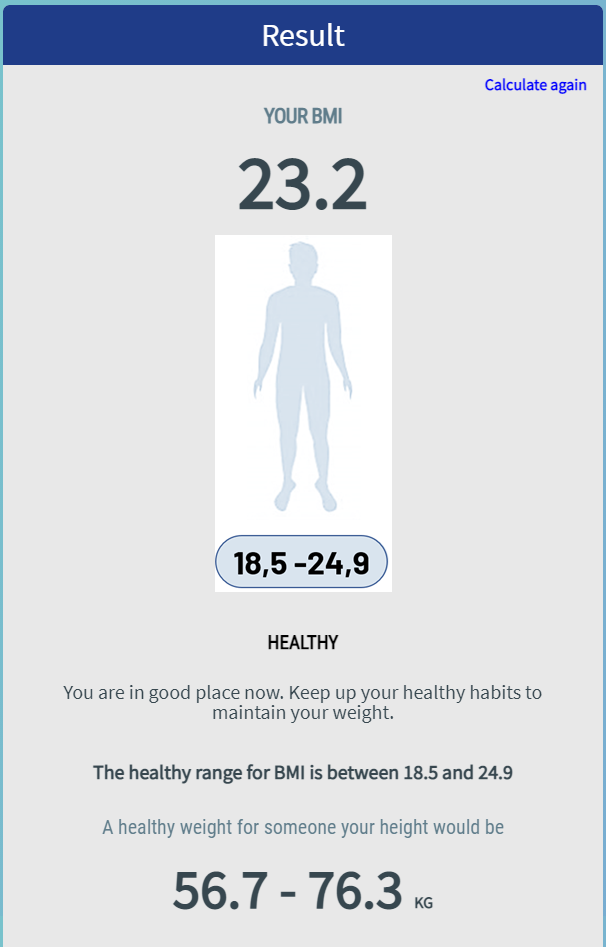 Result
Calculate again
YOUR BMI
23.2
18,5 -24,9
HEALTHY
You are in good place now. Keep up your healthy habits to
maintain your weight.
The healthy range for BMI is between 18.5 and 24.9
A healthy weight for someone your height would be
56.7 - 76.3 KG